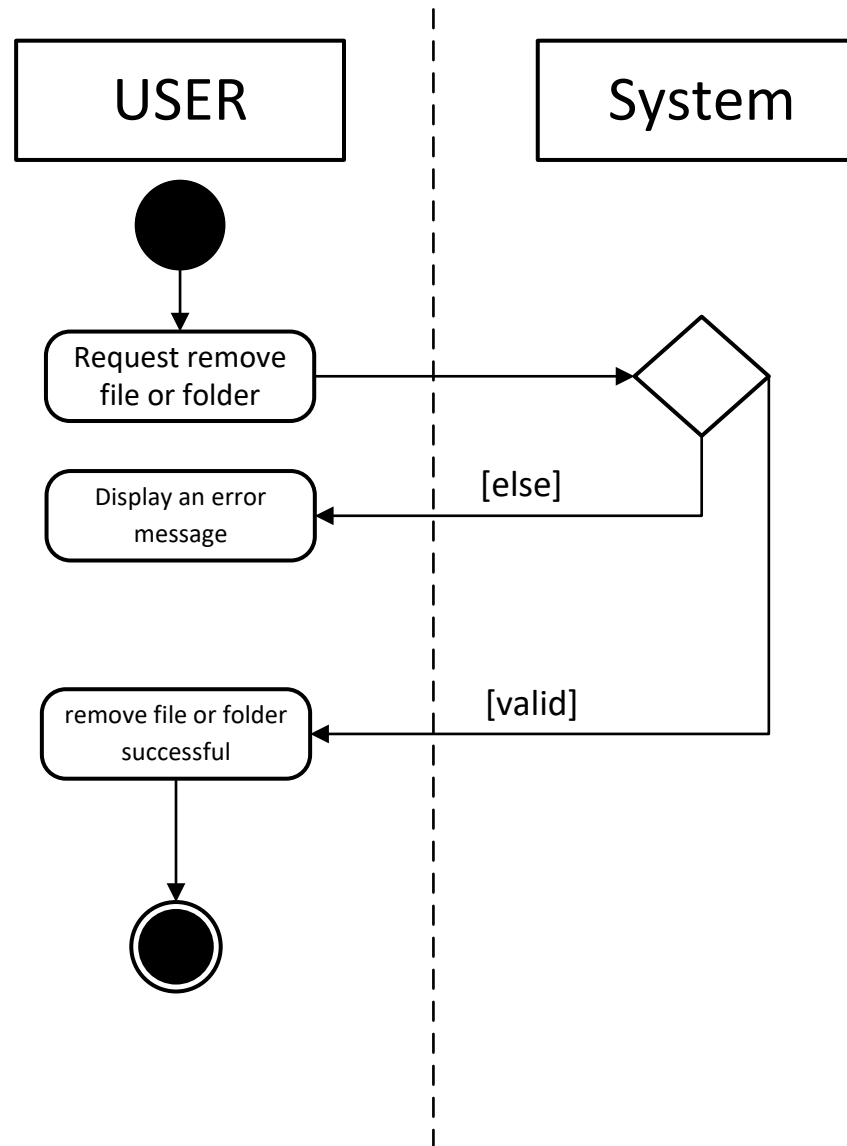 USER
System
Request remove
file or folder
[else]
Display an error
message
[valid]
remove file or folder
successful